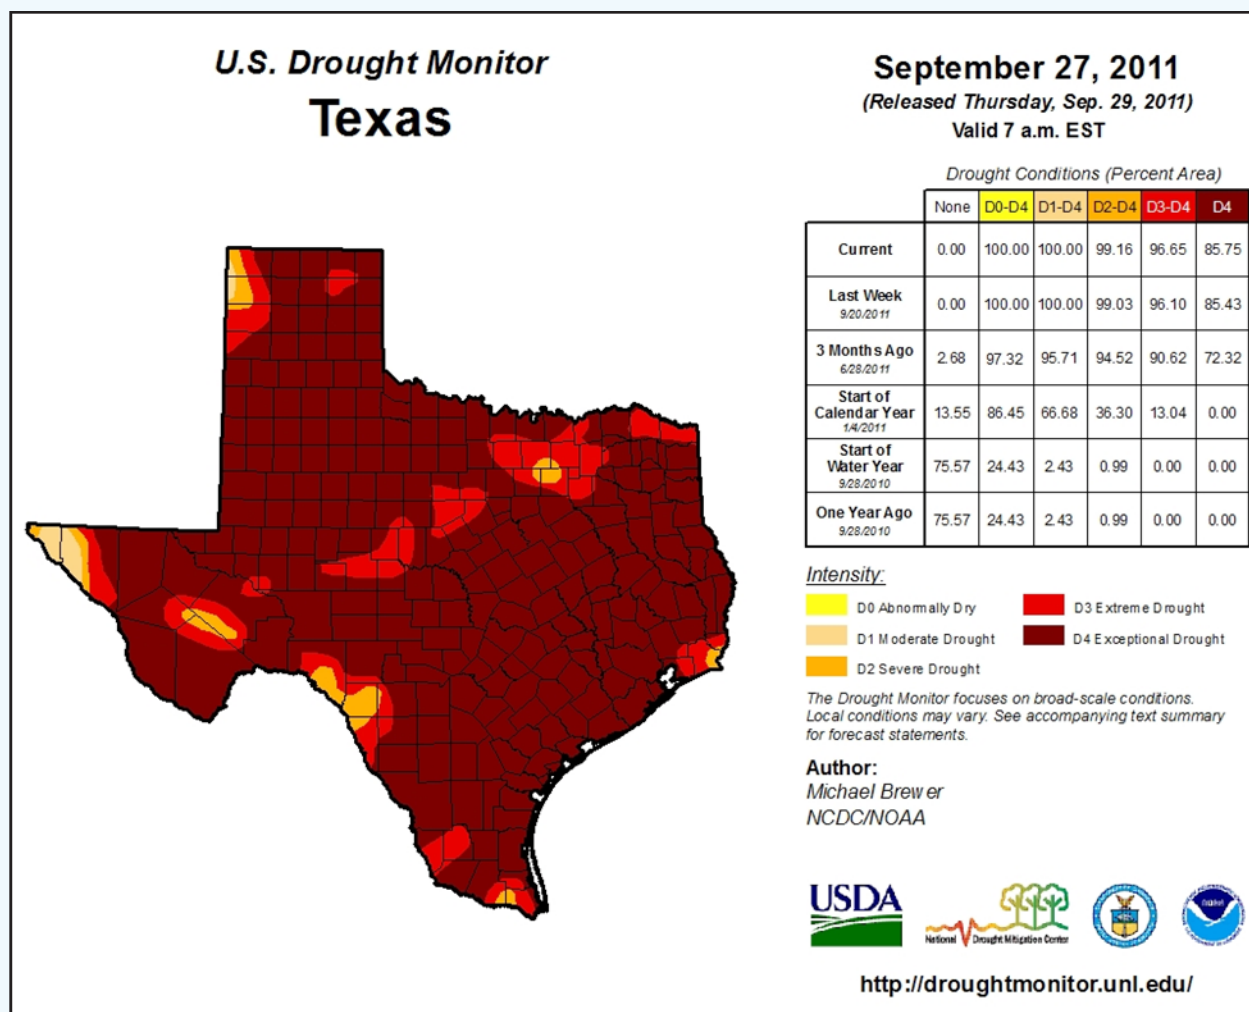 U.S. Drought Monitor
Texas
September 27, 2011
(Released Thursday, Sep. 29, 2011)
Valid 7 a.m. EST
Drought Conditions (Percent Area)
None D0-D4 D1-D4 D2-D4 D3-D4 D4
Current 0.00 100.00 100.00 99.16 96.65 85.75
Last Week
9/20/2011
0.00 100.00 100.00 99.03 96.10 85.43
3 Months Ago
6/28/2011
2.68 97.32 95.71 94.52 90.62 72.32
Start of
Calendar Year
1/4/2011
13.55 86.45 66.68 36.30 13.04 0.00
Start of
Water Year
9/28/2010
75.57 24.43 2.43 0.99 0.00 0.00
One Year Ago
9/28/2010
75.57 24.43 2.43 0.99 0.00 0.00
Intensity:
D0 Abnormally Dry
D1 Moderate Drought
D2 Severe Drought
D3 Extreme Drought
D4 Exceptional Drought
The Drought Monitor focuses on broad-scale conditions.
Local conditions may vary. See accompanying text summary
for forecast statements.
Author:
Michael Brewer
NCDC/NOAA
USDA
National Drought Mitigation Center
http://droughtmonitor.unl.edu/